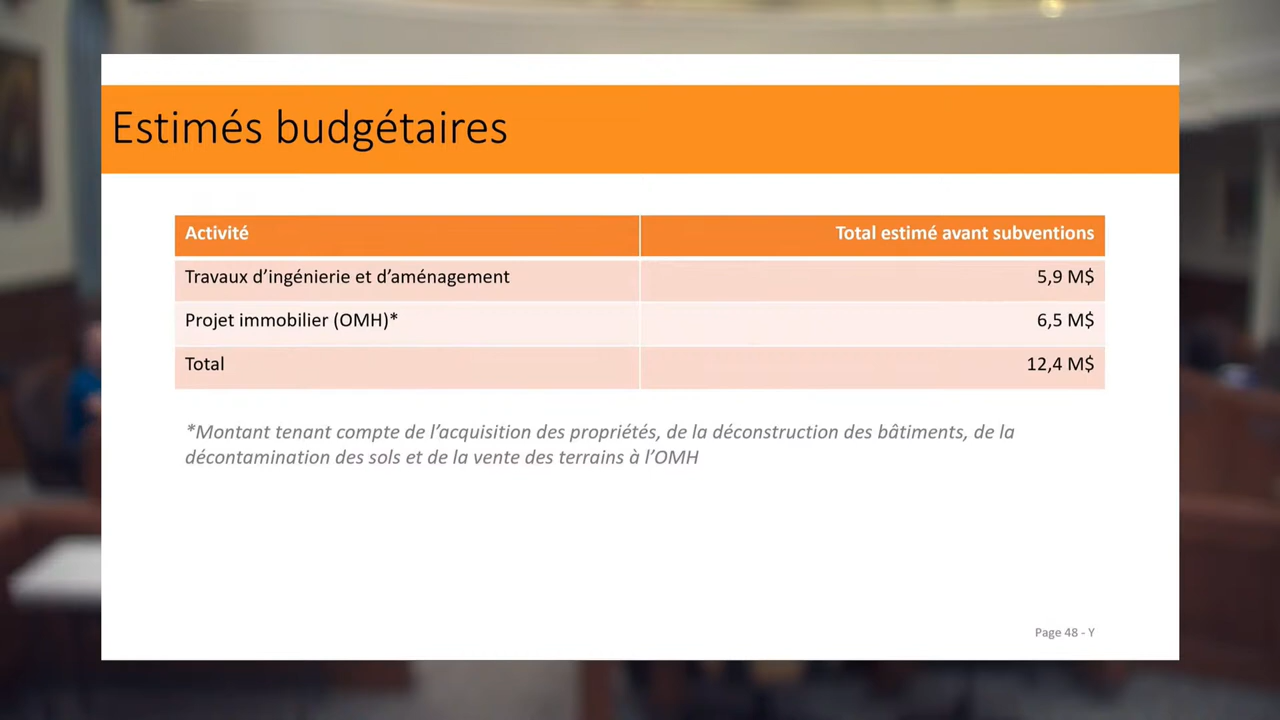 Estimés budgétaires
Activité Total estimé avant subventions
Travaux d’ingénierie et d’aménagement 5,9 M$
Projet immobilier (OMH)* 6,5 M$
Total 12,4 M$
*Montant tenant compte de l’acquisition des propriétés, de la déconstruction des bâtiments, de la
décontamination des sols et de la vente des terrains à l’OMH
Page 48 - Y